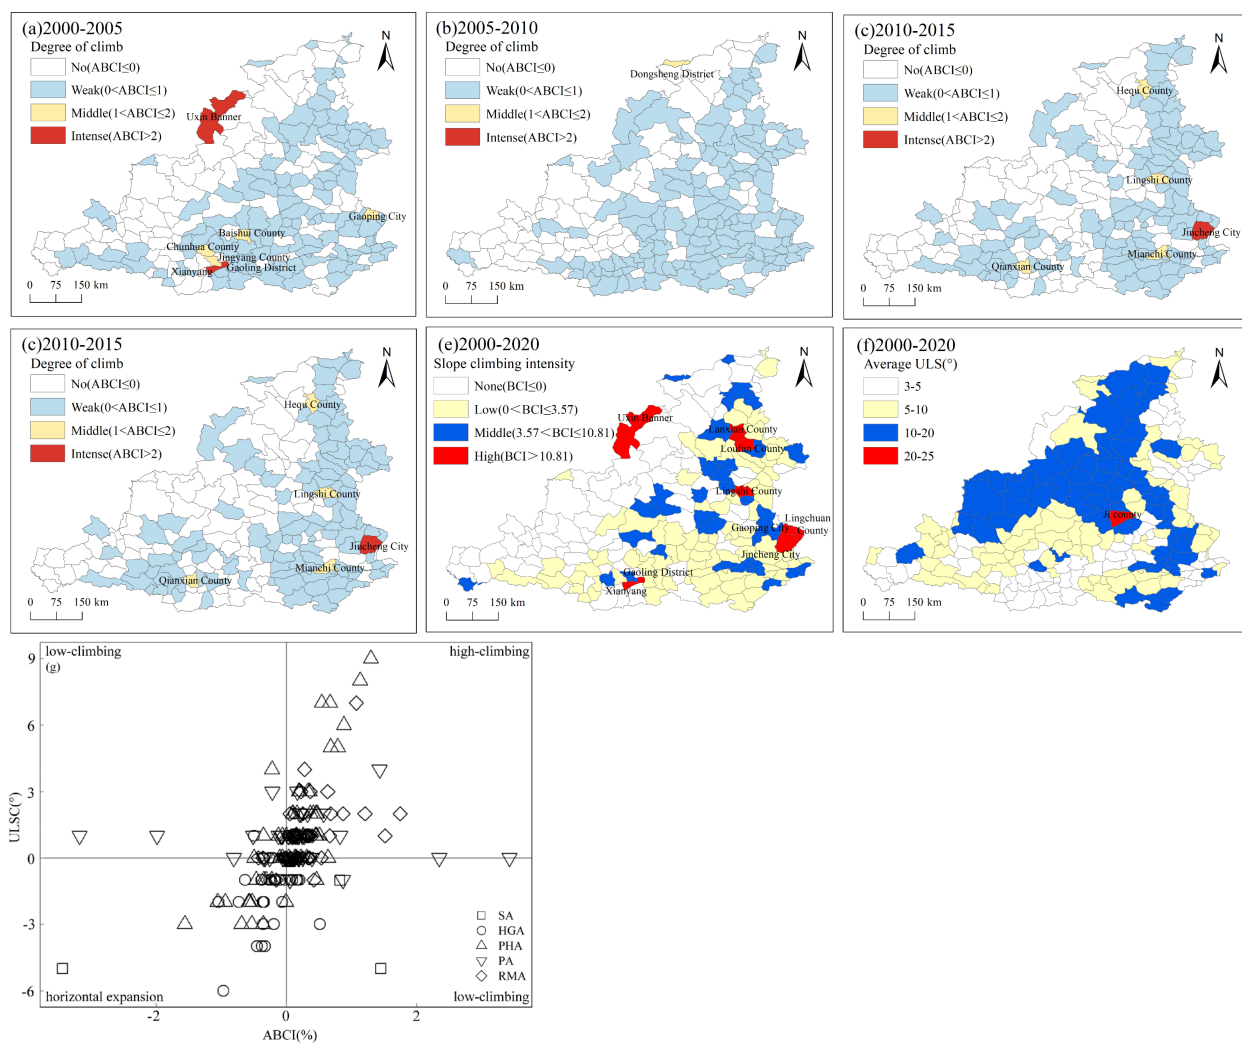 (a)2000-2005
Degree of climb
No(ABCI≤0)
Weak(0<ABCI≤1)
Middle(1<ABCI≤2)
Intense(ABCI>2)
N
Uxin Banner
Gaoping City
Baishui County
Chunhua County
Jingyang County
Xianyang
Gaoling District
0 75 150 km
(b)2005-2010
Degree of climb
No(ABCI≤0)
Weak(0<ABCI≤1)
Middle(1<ABCI≤2)
Intense(ABCI>2)
N
Dongsheng District
0 75 150 km
(c)2010-2015
Degree of climb
No(ABCI≤0)
Weak(0<ABCI≤1)
Middle(1<ABCI≤2)
Intense(ABCI>2)
N
Hequ County
Lingshi County
Jincheng City
Mianchi County
Qianxian County
0 75 150 km
(c)2010-2015
Degree of climb
No(ABCI≤0)
Weak(0<ABCI≤1)
Middle(1<ABCI≤2)
Intense(ABCI>2)
N
Hequ County
Lingshi County
Jincheng City
Mianchi County
Qianxian County
0 75 150 km
(e)2000-2020
Slope climbing intensity
None(BCI≤0)
Low(0<BCI≤3.57)
Middle(3.57<BCI≤10.81)
High(BCI>10.81)
N
Uxin Banner
Lanxian County
Loufan County
Lingshi County
Lingchuan
County
Gaoping City
Jincheng City
Gaoling District
Xianyang
0 75 150 km
(f)2000-2020
Average ULS(°)
3-5
5-10
10-20
20-25
N
Ji county
0 75 150 km
low-climbing
high-climbing
(g)
9
6
3
0
-3
-6
ULSC(°)
SA
HGA
PHA
PA
RMA
horizontal expansion
low-climbing
-2 0 2
ABCI(%)